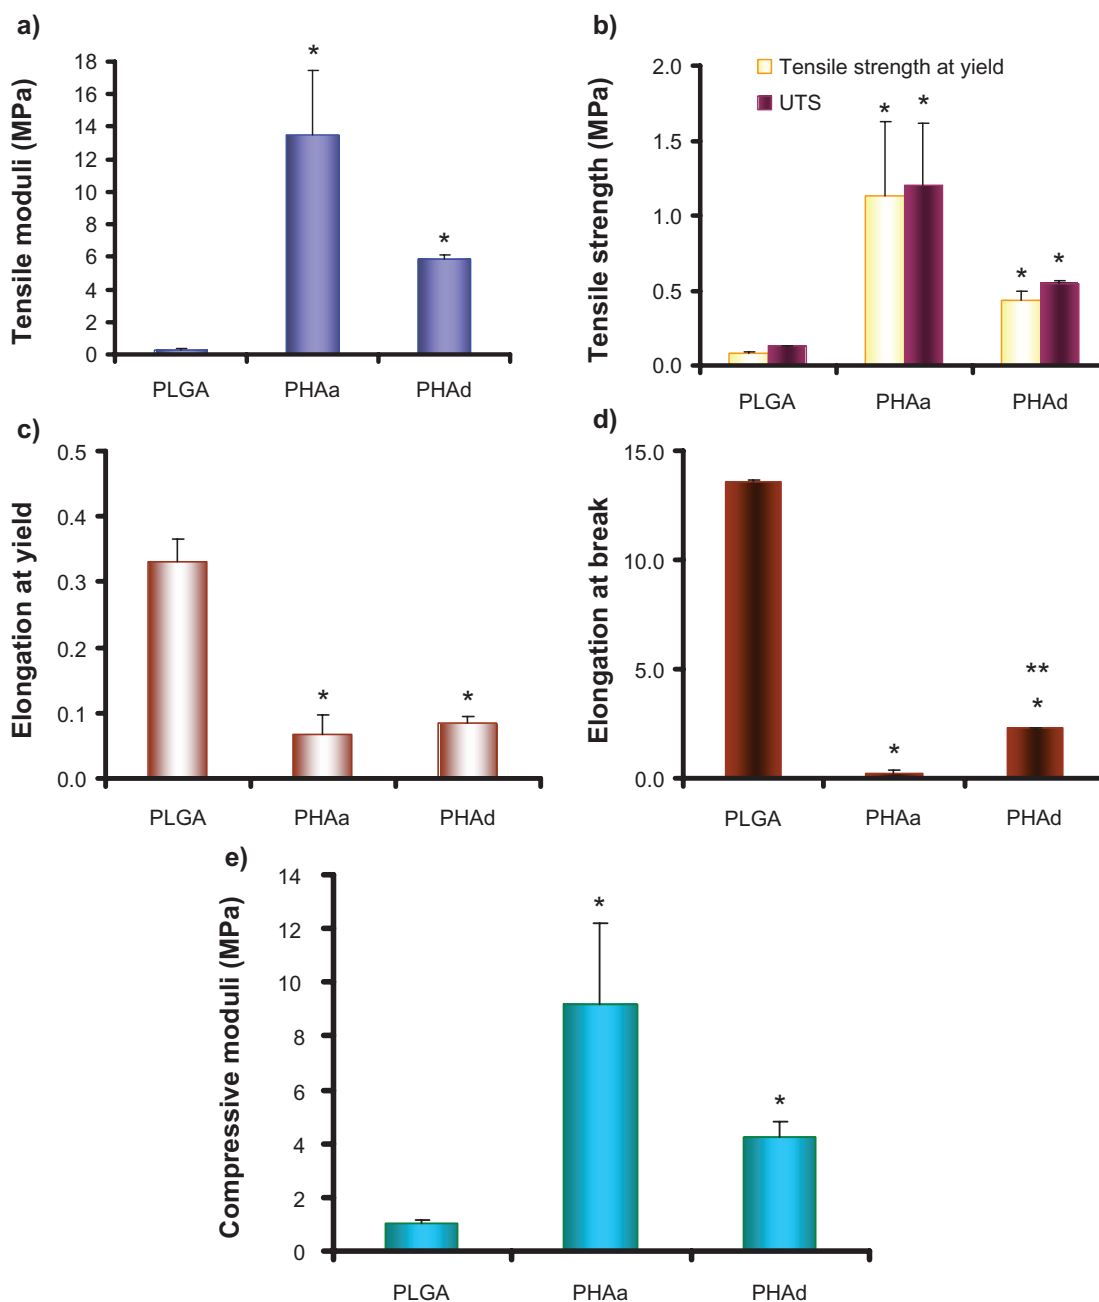 a)
Tensile moduli (MPa)
18
16
14
12
10
8
6
4
2
0
*
*
PLGA
PHAa
PHAd
b)
Tensile strength (MPa)
2.0
1.5
1.0
0.5
0.0
Tensile strength at yield
UTS
*
*
*
*
PLGA
PHAa
PHAd
c)
Elongation at yield
0.5
0.4
0.3
0.2
0.1
0.0
*
*
PLGA
PHAa
PHAd
d)
Elongation at break
15.0
10.0
5.0
0.0
*
**
*
PLGA
PHAa
PHAd
e)
Compressive moduli (MPa)
14
12
10
8
6
4
2
0
*
*
PLGA
PHAa
PHAd